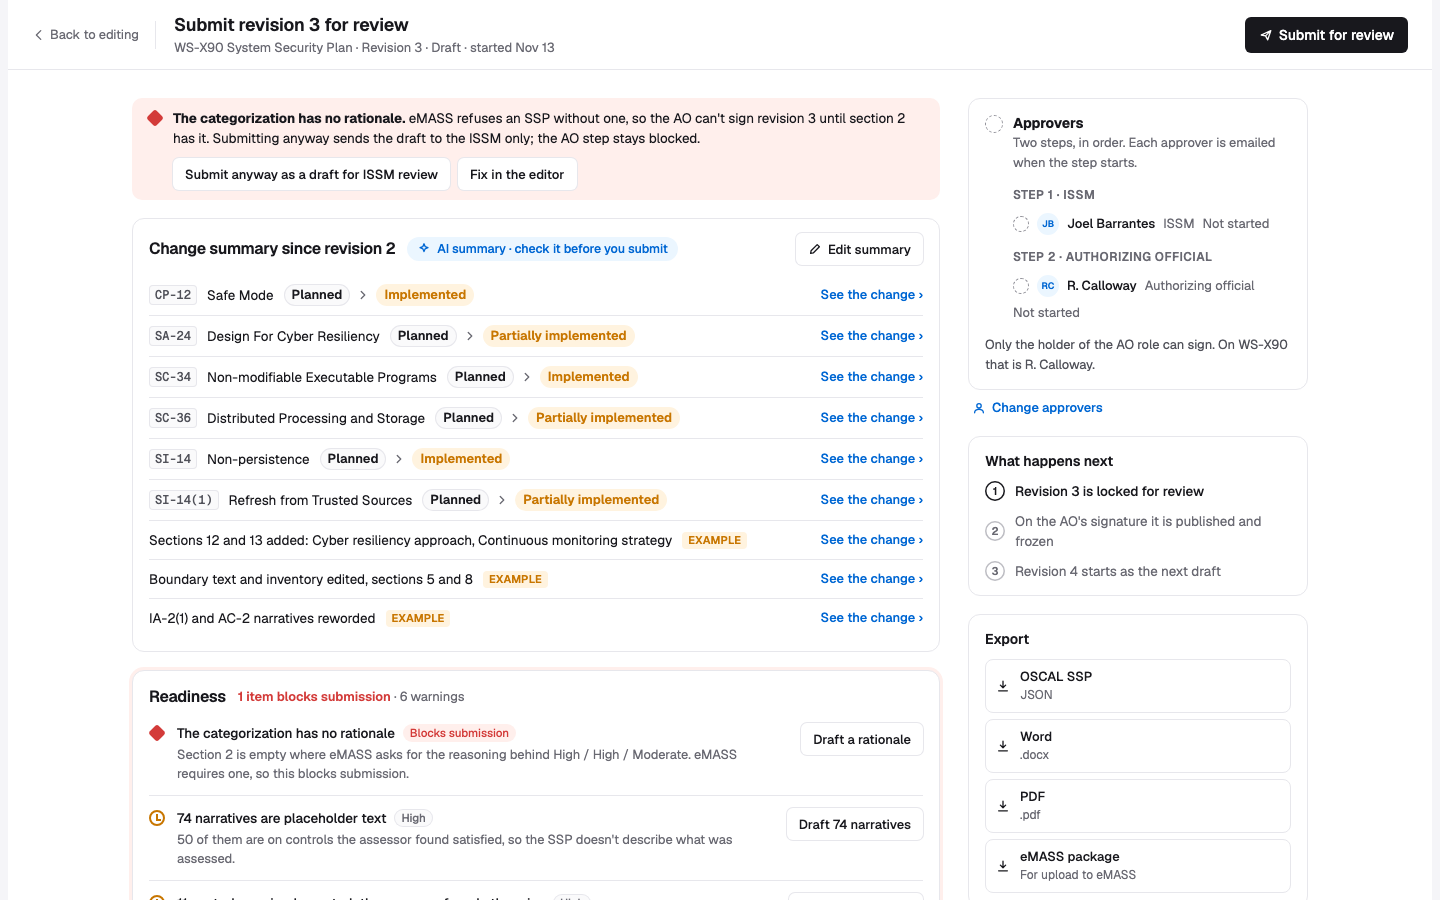 Back to editing
Submit revision 3 for review
WS-X90 System Security Plan · Revision 3 · Draft · started Nov 13
Submit for review
The categorization has no rationale. eMASS refuses an SSP without one, so the AO can't sign revision 3 until section 2
has it. Submitting anyway sends the draft to the ISSM only; the AO step stays blocked.
Submit anyway as a draft for ISSM review
Fix in the editor
Change summary since revision 2
AI summary · check it before you submit
Edit summary
CP-12 Safe Mode Planned > Implemented See the change ›
SA-24 Design For Cyber Resiliency Planned > Partially implemented See the change ›
SC-34 Non-modifiable Executable Programs Planned > Implemented See the change ›
SC-36 Distributed Processing and Storage Planned > Partially implemented See the change ›
SI-14 Non-persistence Planned > Implemented See the change ›
SI-14(1) Refresh from Trusted Sources Planned > Partially implemented See the change ›
Sections 12 and 13 added: Cyber resiliency approach, Continuous monitoring strategy EXAMPLE See the change ›
Boundary text and inventory edited, sections 5 and 8 EXAMPLE See the change ›
IA-2(1) and AC-2 narratives reworded EXAMPLE See the change ›
Readiness 1 item blocks submission · 6 warnings
The categorization has no rationale Blocks submission
Section 2 is empty where eMASS asks for the reasoning behind High / High / Moderate. eMASS
requires one, so this blocks submission.
Draft a rationale
74 narratives are placeholder text High
50 of them are on controls the assessor found satisfied, so the SSP doesn't describe what was
assessed.
Draft 74 narratives
Approvers
Two steps, in order. Each approver is emailed
when the step starts.
STEP 1 · ISSM
JB Joel Barrantes ISSM Not started
STEP 2 · AUTHORIZING OFFICIAL
RC R. Calloway Authorizing official
Not started
Only the holder of the AO role can sign. On WS-X90
that is R. Calloway.
Change approvers
What happens next
1 Revision 3 is locked for review
2 On the AO's signature it is published and
frozen
3 Revision 4 starts as the next draft
Export
OSCAL SSP
JSON
Word
.docx
PDF
.pdf
eMASS package
For upload to eMASS